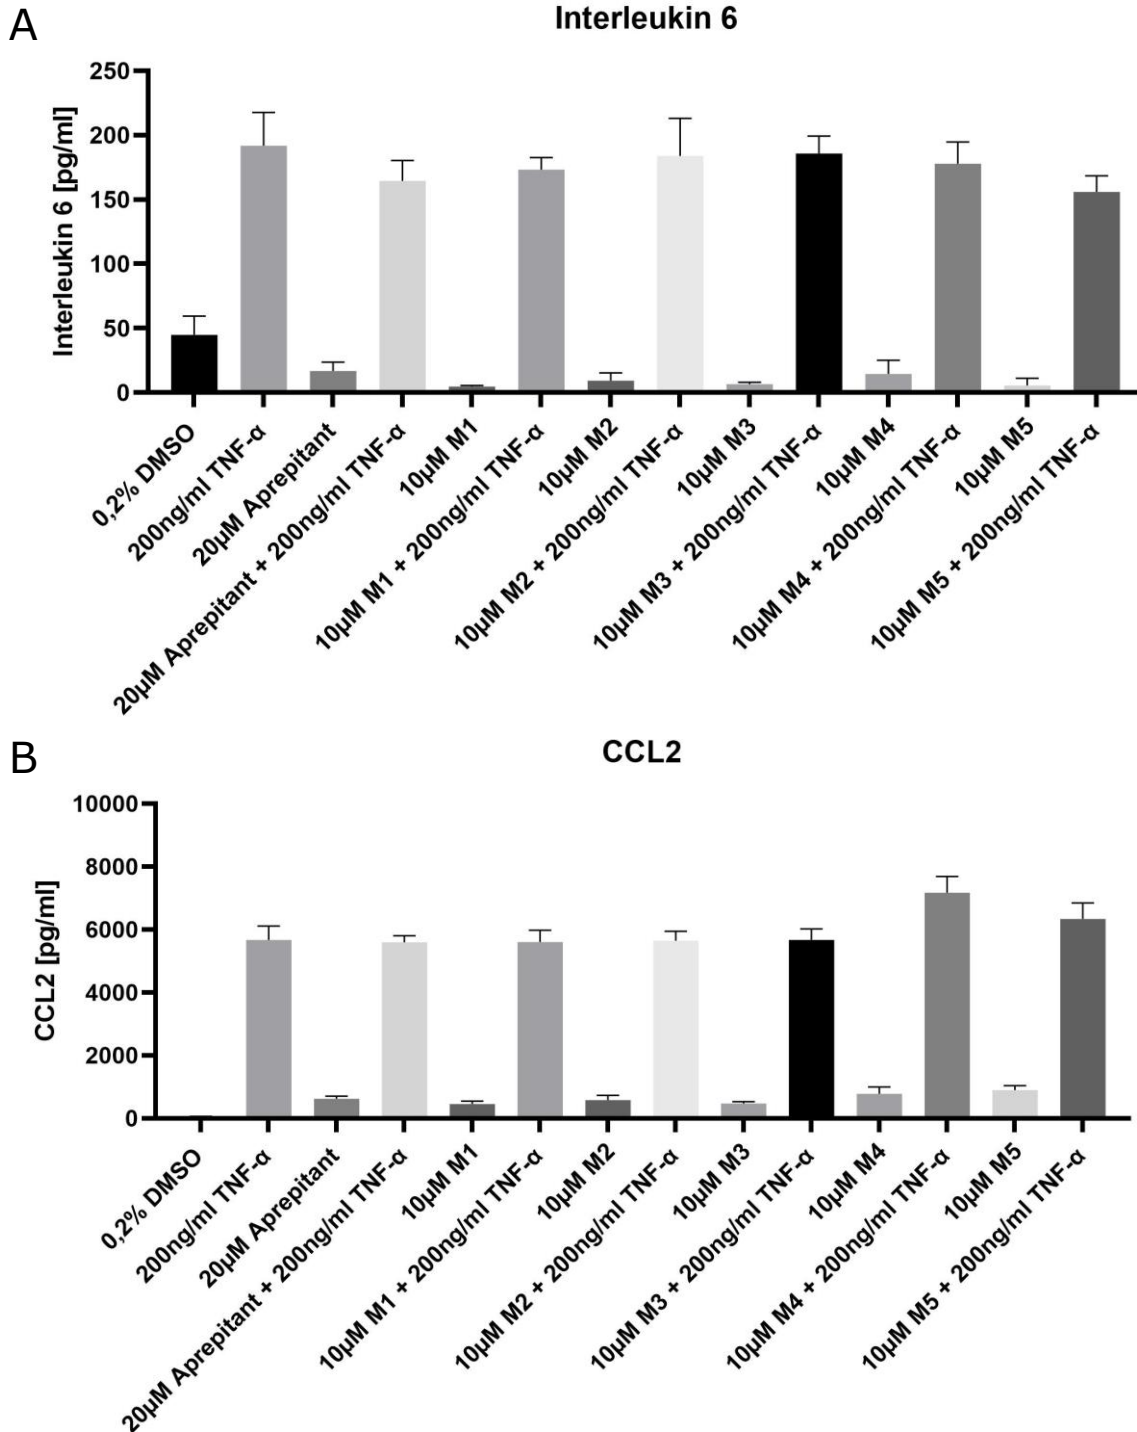 A
Interleukin 6
Interleukin 6 [pg/ml]
250
200
150
100
50
0
0,2% DMSO
200ng/ml TNF-α
20µM Aprepitant
20µM Aprepitant + 200ng/ml TNF-α
10µM M1
10µM M1 + 200ng/ml TNF-α
10µM M2
10µM M2 + 200ng/ml TNF-α
10µM M3
10µM M3 + 200ng/ml TNF-α
10µM M4
10µM M4 + 200ng/ml TNF-α
10µM M5
10µM M5 + 200ng/ml TNF-α
B
CCL2
CCL2 [pg/ml]
10000
8000
6000
4000
2000
0
0,2% DMSO
200ng/ml TNF-α
20µM Aprepitant
20µM Aprepitant + 200ng/ml TNF-α
10µM M1
10µM M1 + 200ng/ml TNF-α
10µM M2
10µM M2 + 200ng/ml TNF-α
10µM M3
10µM M3 + 200ng/ml TNF-α
10µM M4
10µM M4 + 200ng/ml TNF-α
10µM M5
10µM M5 + 200ng/ml TNF-α